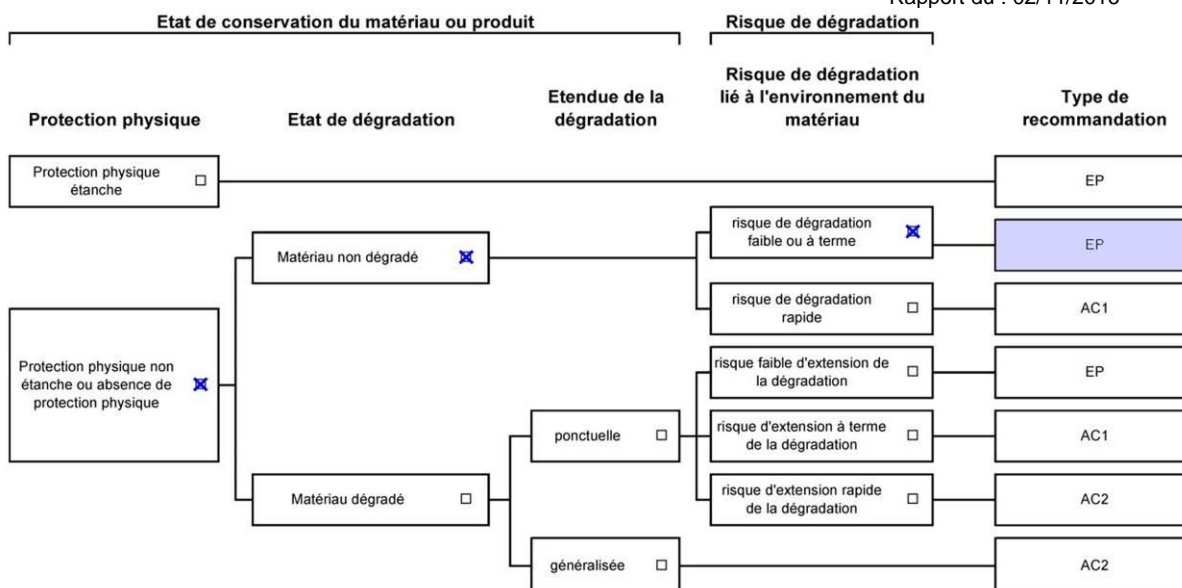 Rapport du : 02/11/2018
Etat de conservation du matériau ou produit
Risque de dégradation
Protection physique
Etat de dégradation
Etendue de la
dégradation
Risque de dégradation
lié à l'environnement du
matériau
Type de
recommandation
Protection physique
étanche
EP
risque de dégradation
faible ou à terme
EP
Matériau non dégradé
risque de dégradation
rapide
AC1
Protection physique non
étanche ou absence de
protection physique
risque faible d'extension de
la dégradation
EP
ponctuelle
risque d'extension à terme
de la dégradation
AC1
Matériau dégradé
risque d'extension rapide
de la dégradation
AC2
généralisée
AC2